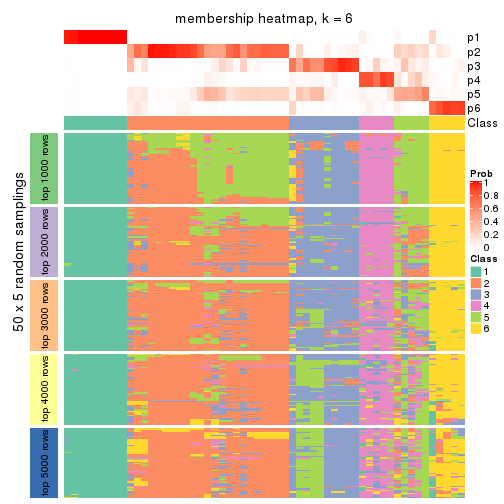 membership heatmap, k = 6
p1
p2
p3
p4
p5
p6
Class
50 x 5 random samplings
top 1000 rows
top 2000 rows
top 3000 rows
top 4000 rows
top 5000 rows
Prob
1
0.8
0.6
0.4
0.2
0
Class
1
2
3
4
5
6